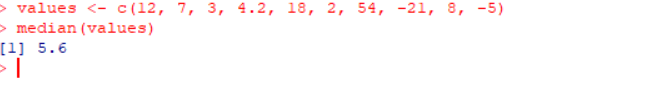 > values <- c(12, 7, 3, 4.2, 18, 2, 54, -21, 8, -5)
> median(values)
[1] 5.6
>